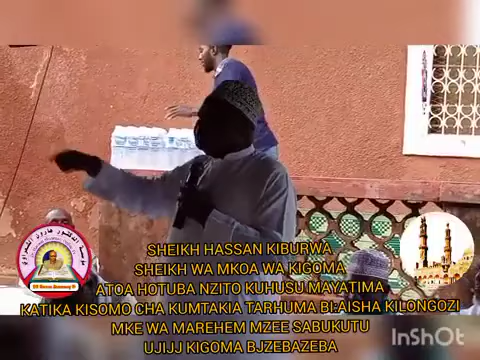 SHEIKH HASSAN KIBURWA
SHEIKH WA MKOA WA KIGOMA
ATOA HOTUBA NZITO KUHUSU MAYATIMA
KATIKA KISOMO CHA KUMTAKIA TARHUMA BI:AISHA KILONGOZI
MKE WA MAREHEM MZEE SABUKUTU
UJIJJ KIGOMA BJZEBAZEBA
InShOt